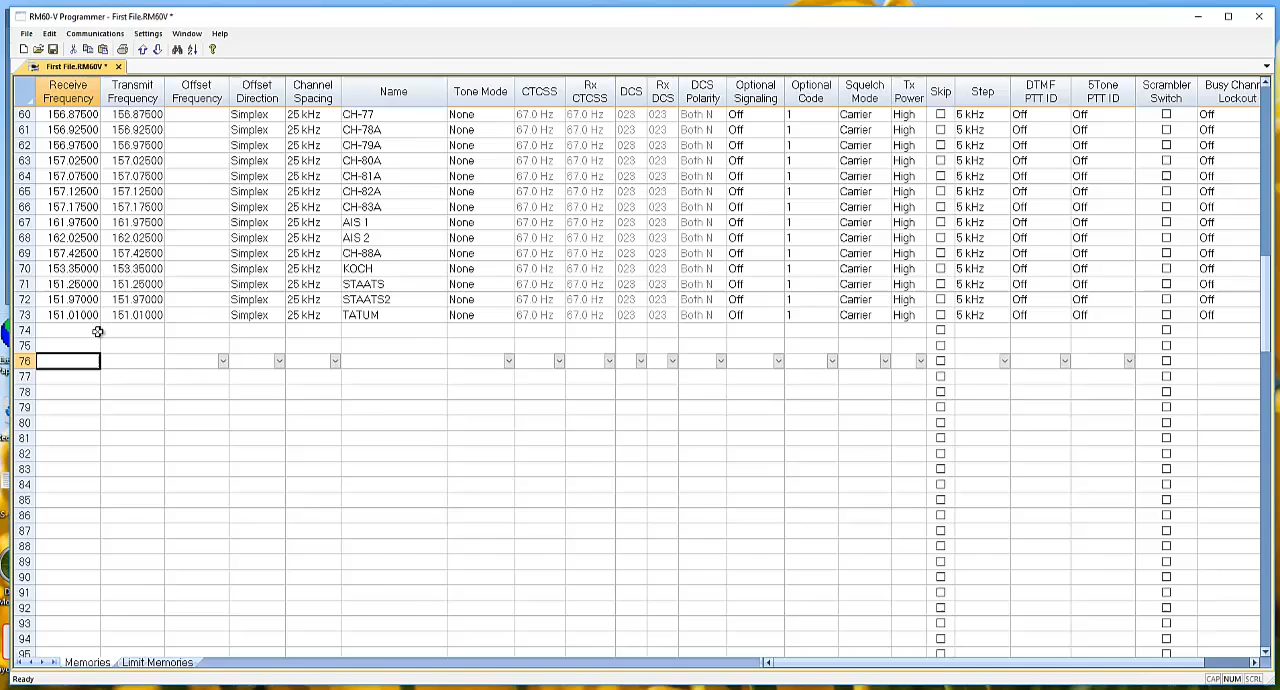 RM60-V Programmer - First File.RM60V *
File Edit Communications Settings Window Help
First File.RM60V *
Receive Frequency Transmit Frequency Offset Frequency Offset Direction Channel Spacing Name Tone Mode CTCSS Rx CTCSS DCS Rx DCS DCS Polarity Optional Signaling Optional Code Squelch Mode Tx Power Skip Step DTMF PTT ID 5Tone PTT ID Scrambler Switch Busy Chann Lockout
60 156.87500 156.87500 Simplex 25 kHz CH-77 None 67.0 Hz 67.0 Hz 023 023 Both N Off 1 Carrier High 5 kHz Off Off Off
61 156.92500 156.92500 Simplex 25 kHz CH-78A None 67.0 Hz 67.0 Hz 023 023 Both N Off 1 Carrier High 5 kHz Off Off Off
62 156.97500 156.97500 Simplex 25 kHz CH-79A None 67.0 Hz 67.0 Hz 023 023 Both N Off 1 Carrier High 5 kHz Off Off Off
63 157.02500 157.02500 Simplex 25 kHz CH-80A None 67.0 Hz 67.0 Hz 023 023 Both N Off 1 Carrier High 5 kHz Off Off Off
64 157.07500 157.07500 Simplex 25 kHz CH-81A None 67.0 Hz 67.0 Hz 023 023 Both N Off 1 Carrier High 5 kHz Off Off Off
65 157.12500 157.12500 Simplex 25 kHz CH-82A None 67.0 Hz 67.0 Hz 023 023 Both N Off 1 Carrier High 5 kHz Off Off Off
66 157.17500 157.17500 Simplex 25 kHz CH-83A None 67.0 Hz 67.0 Hz 023 023 Both N Off 1 Carrier High 5 kHz Off Off Off
67 161.97500 161.97500 Simplex 25 kHz AIS 1 None 67.0 Hz 67.0 Hz 023 023 Both N Off 1 Carrier High 5 kHz Off Off Off
68 162.02500 162.02500 Simplex 25 kHz AIS 2 None 67.0 Hz 67.0 Hz 023 023 Both N Off 1 Carrier High 5 kHz Off Off Off
69 157.42500 157.42500 Simplex 25 kHz CH-88A None 67.0 Hz 67.0 Hz 023 023 Both N Off 1 Carrier High 5 kHz Off Off Off
70 153.35000 153.35000 Simplex 25 kHz KOCH None 67.0 Hz 67.0 Hz 023 023 Both N Off 1 Carrier High 5 kHz Off Off Off
71 151.25000 151.25000 Simplex 25 kHz STAATS None 67.0 Hz 67.0 Hz 023 023 Both N Off 1 Carrier High 5 kHz Off Off Off
72 151.97000 151.97000 Simplex 25 kHz STAATS2 None 67.0 Hz 67.0 Hz 023 023 Both N Off 1 Carrier High 5 kHz Off Off Off
73 151.01000 151.01000 Simplex 25 kHz TATUM None 67.0 Hz 67.0 Hz 023 023 Both N Off 1 Carrier High 5 kHz Off Off Off
74
75
76
77
78
79
80
81
82
83
84
85
86
87
88
89
90
91
92
93
94
95
Memories Limit Memories
Ready CAP NUM SCRL